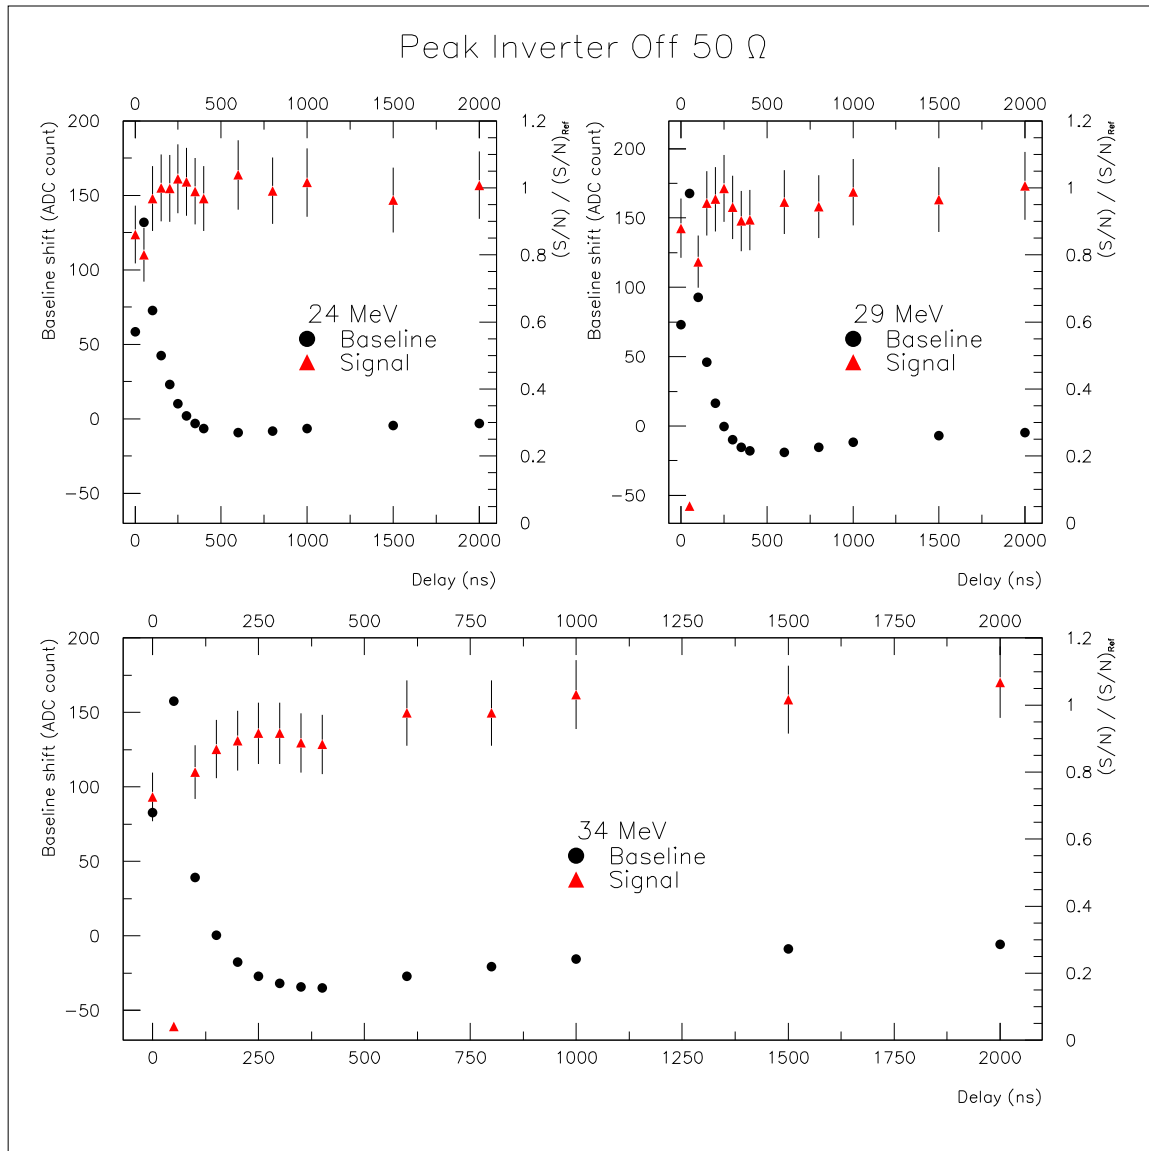 Peak Inverter Off 50 Ω
0 500 1000 1500 2000
Baseline shift (ADC count)
200
150
100
50
0
−50
24 MeV
Baseline
Signal
1.2
1
0.8
0.6
0.4
0.2
0
(S/N) / (S/N)Ref
0 500 1000 1500 2000
Delay (ns)
0 500 1000 1500 2000
Baseline shift (ADC count)
200
150
100
50
0
−50
29 MeV
Baseline
Signal
1.2
1
0.8
0.6
0.4
0.2
0
(S/N) / (S/N)Ref
0 500 1000 1500 2000
Delay (ns)
0 250 500 600 750 1000 1500 1750 2000
Baseline shift (ADC count)
200
150
100
50
0
−50
34 MeV
Baseline
Signal
1.2
1
0.8
0.6
0.4
0.2
0
(S/N) / (S/N)Ref
0 250 500 750 1000 1250 1500 1750 2000
Delay (ns)